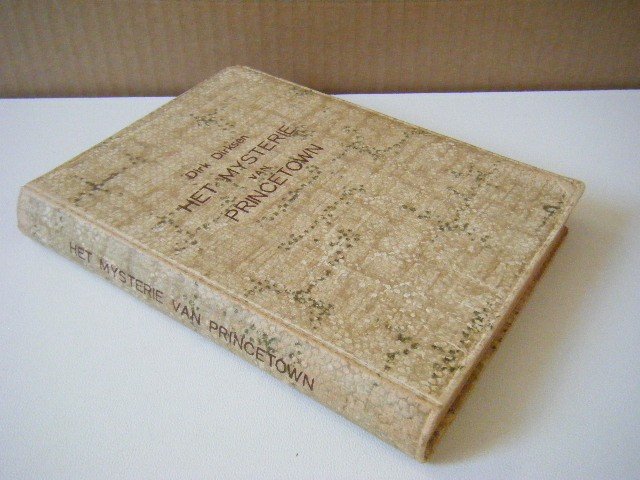 Dirk Dirksen
HET MYSTERIE
VAN
PRINCETOWN
HET MYSTERIE VAN PRINCETOWN